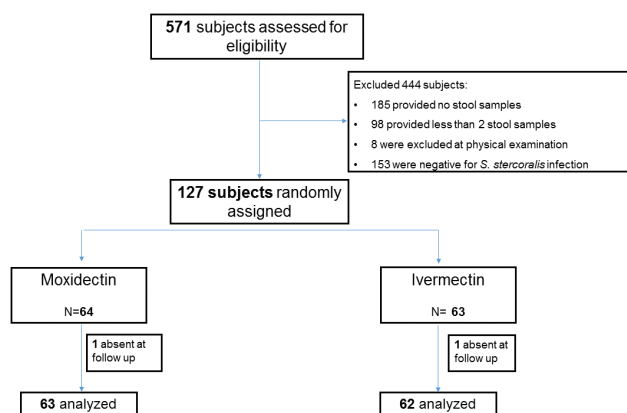 571 subjects assessed for
eligibility
Excluded 444 subjects:
• 185 provided no stool samples
• 98 provided less than 2 stool samples
• 8 were excluded at physical examination
• 153 were negative for S. stercoralis infection
127 subjects randomly
assigned
Moxidectin
N=64
Ivermectin
N= 63
1 absent at
follow up
1 absent at
follow up
63 analyzed
62 analyzed